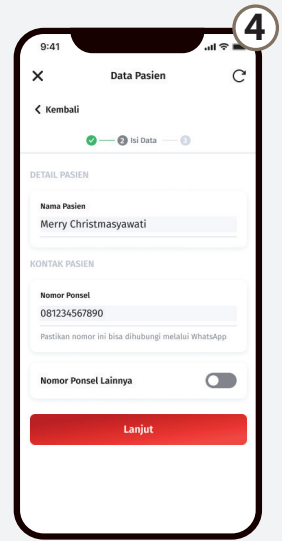 4
9:41
Data Pasien
Kembali
2 Isi Data 3
DETAIL PASIEN
Nama Pasien
Merry Christmasyawati
KONTAK PASIEN
Nomor Ponsel
081234567890
Pastikan nomor ini bisa dihubungi melalui WhatsApp
Nomor Ponsel Lainnya
Lanjut